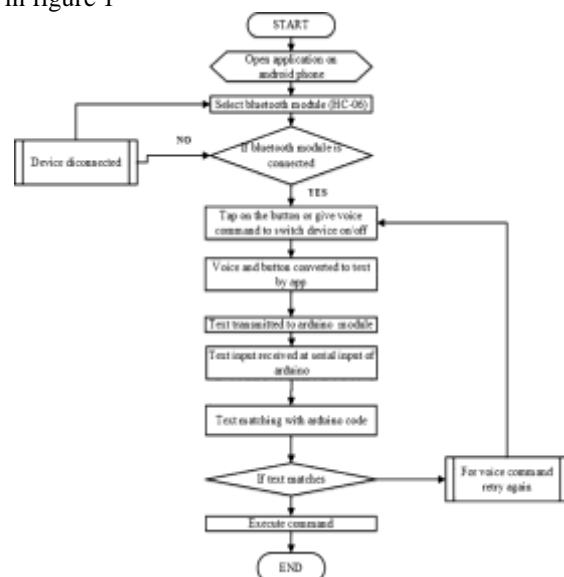 in figure 1
START
Open application on
android phone
Select bluetooth module (HC-06)
NO
Device diconnected
If bluetooth module is
connected
YES
Tap on the button or give voice
command to switch device on/off
Voice and button converted to text
by app
Text transmitted to arduino module
Text input received at serial input of
arduino
Text matching with arduino code
If text matches
For voice command
retry again
Execute command
END